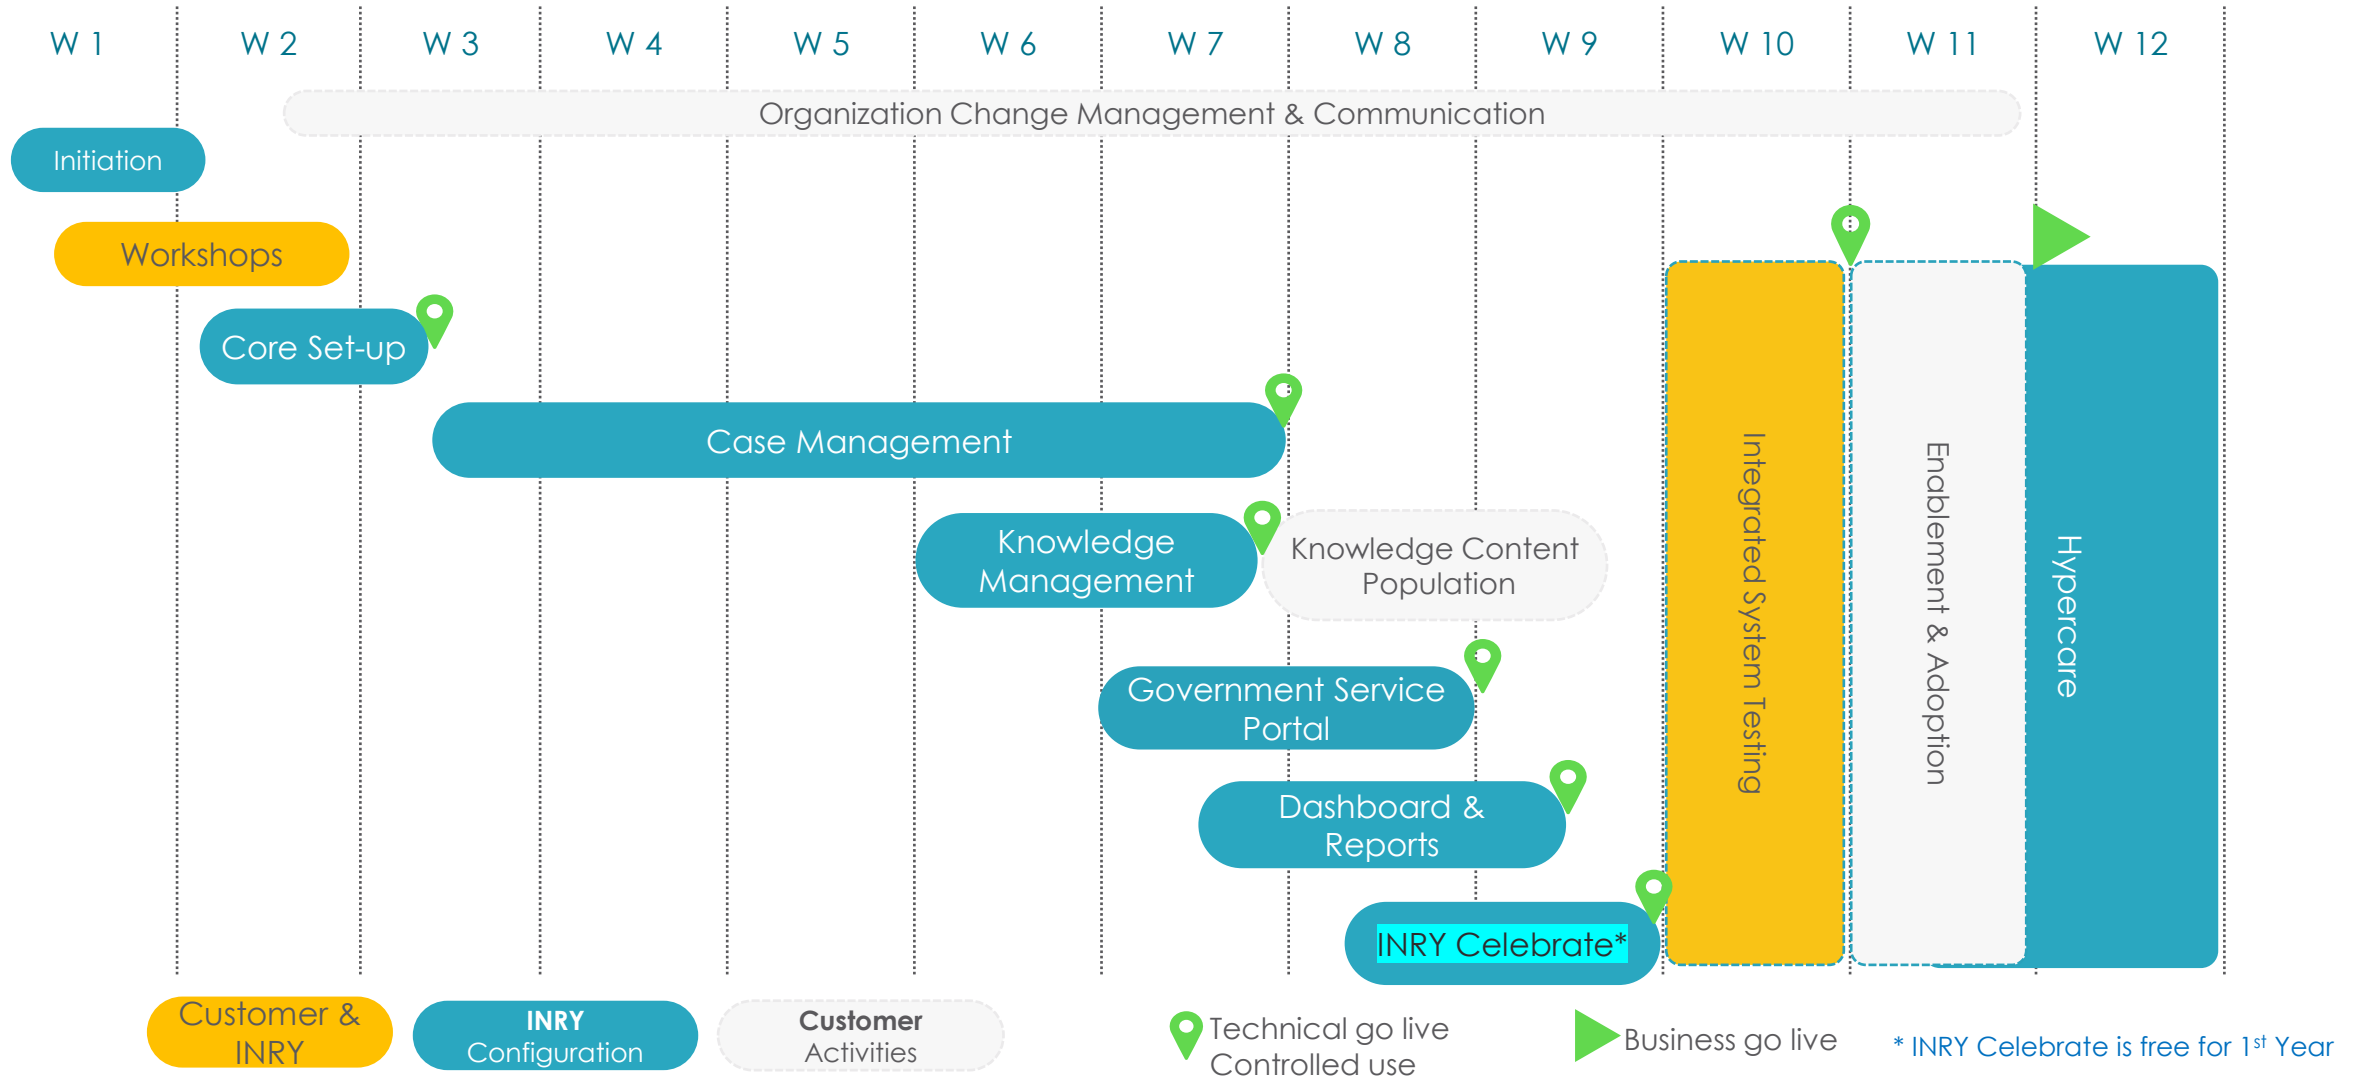 W 1 W 2 W 3 W 4 W 5 W 6 W 7 W 8 W 9 W 10 W 11 W 12
Organization Change Management & Communication
Initiation
Workshops
Core Set-up
Case Management
Knowledge
Management
Knowledge Content
Population
Government Service
Portal
Dashboard &
Reports
INRY Celebrate*
Integrated System Testing
Enablement & Adoption
Hypercare
Customer &
INRY
INRY
Configuration
Customer
Activities
Technical go live
Controlled use
Business go live
* INRY Celebrate is free for 1st Year